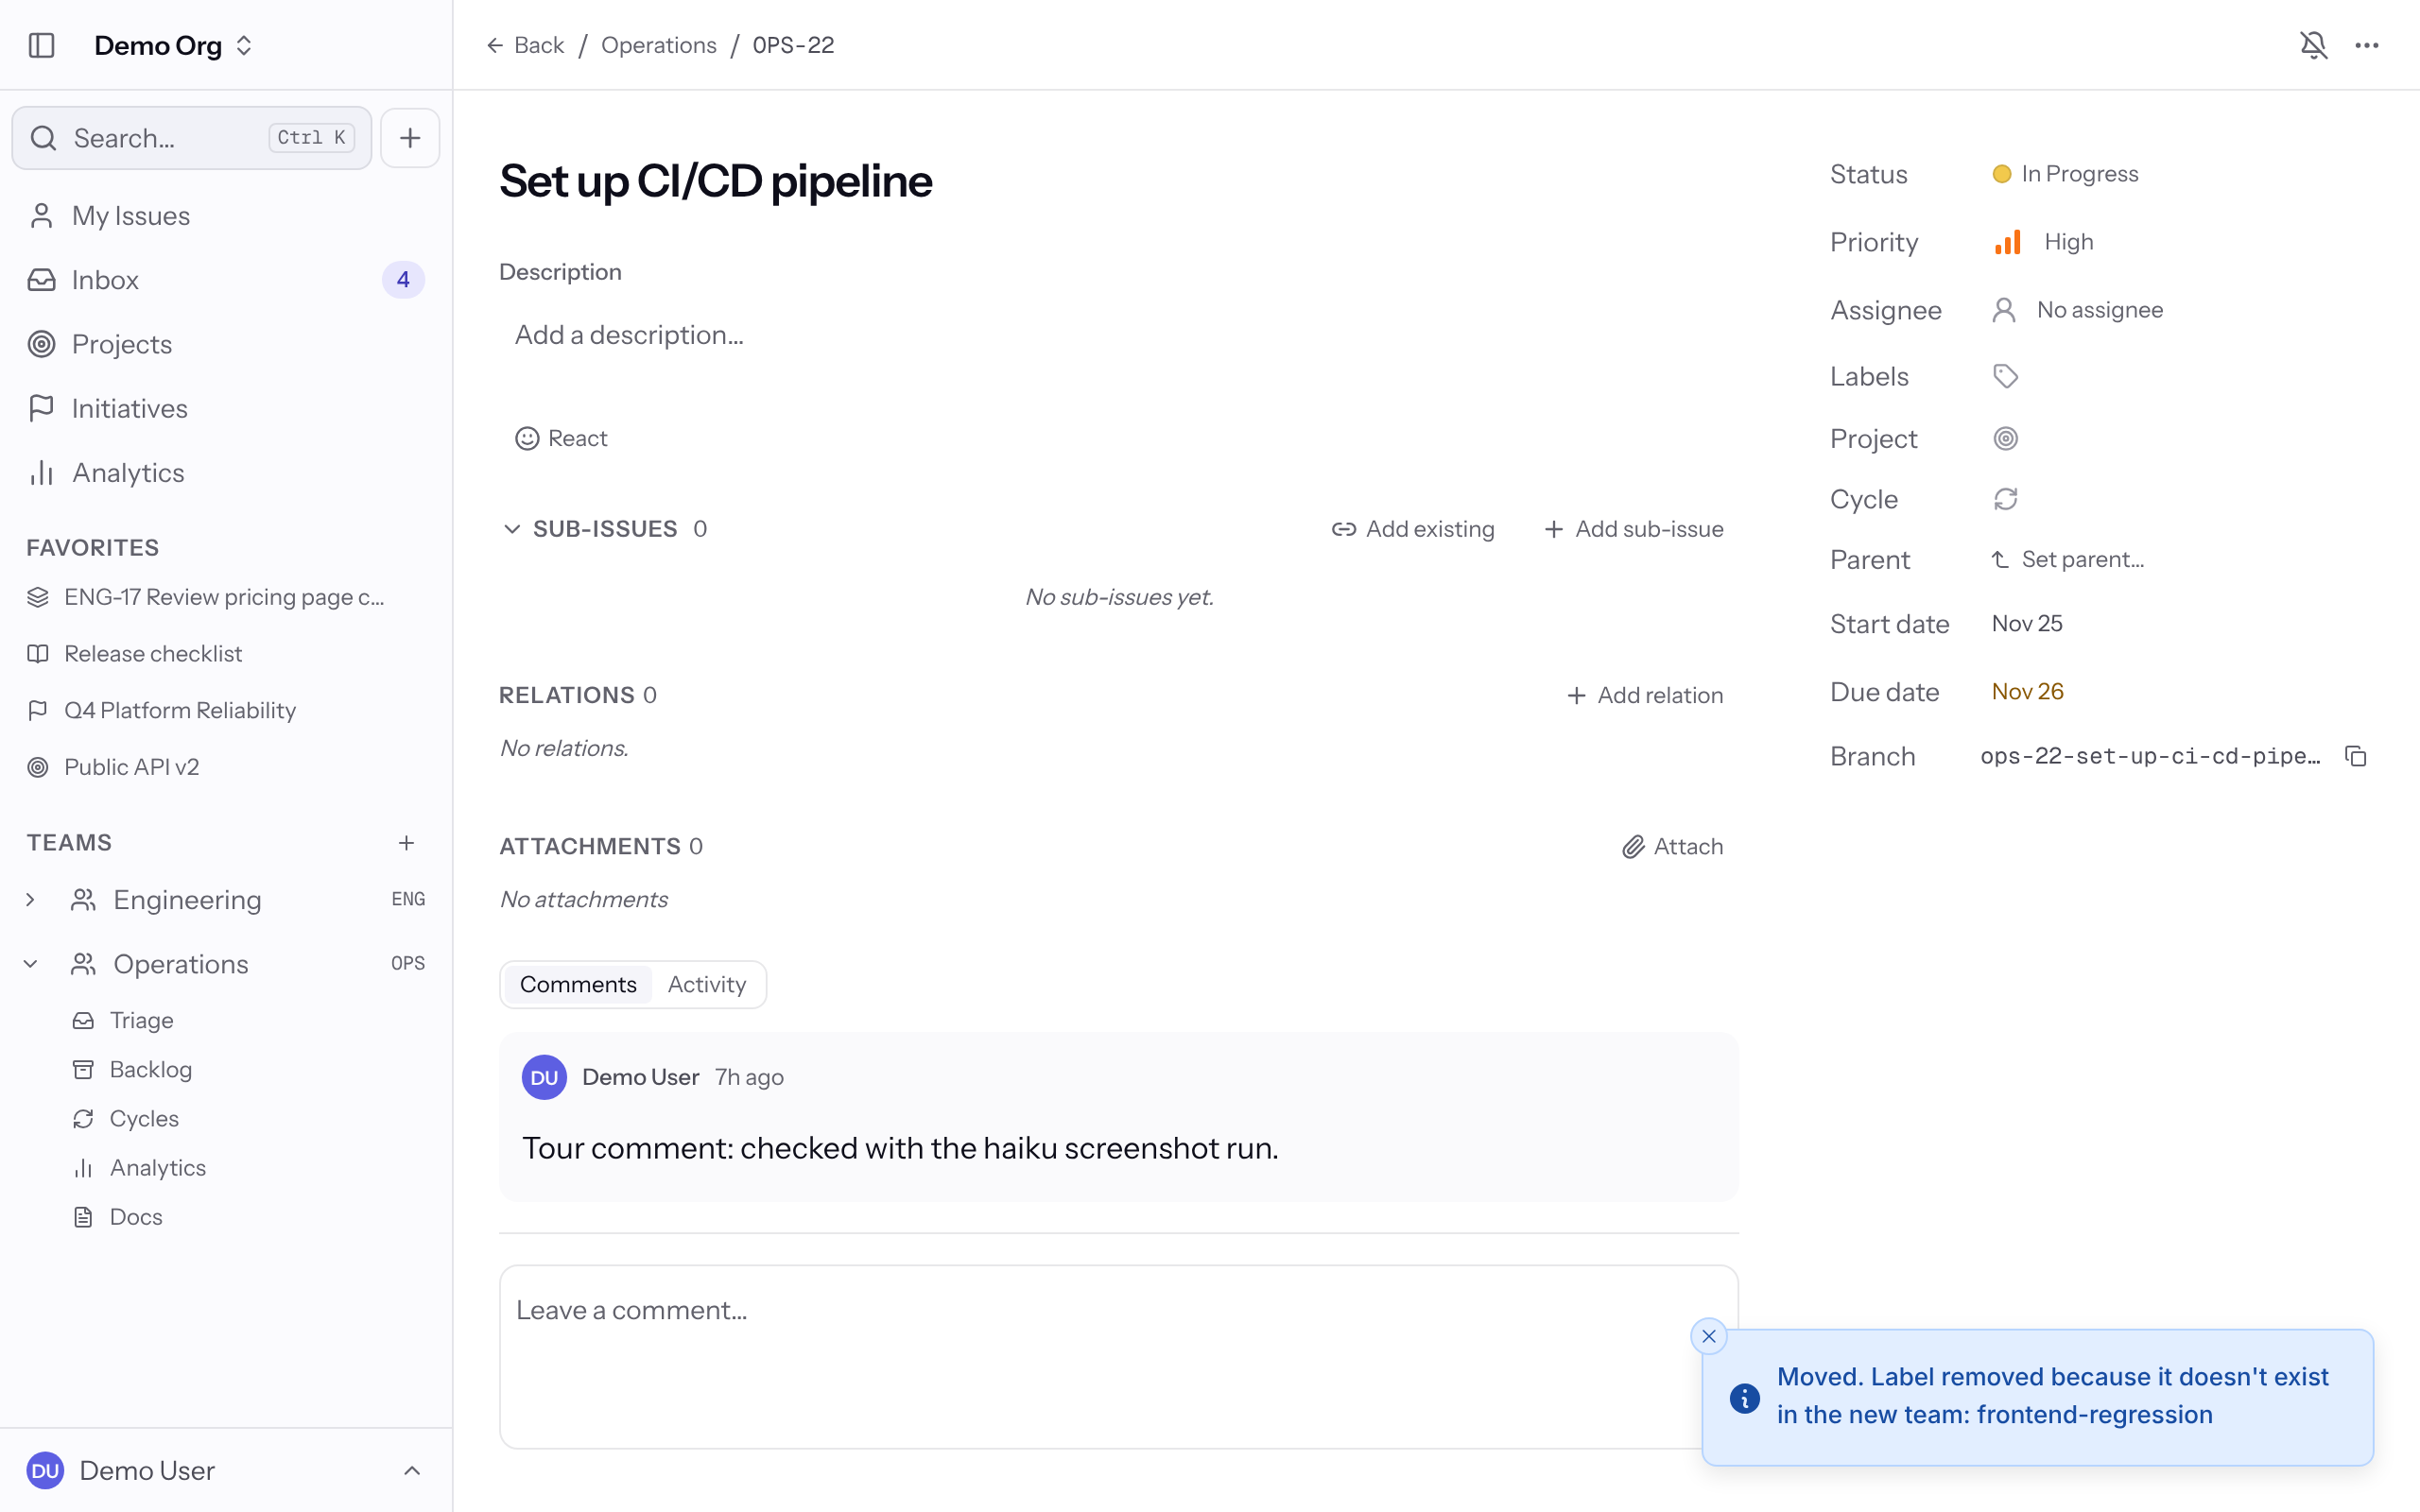 Demo Org
Back / Operations / OPS-22
Search...
Ctrl K
My Issues
Inbox
4
Projects
Initiatives
Analytics
FAVORITES
ENG-17 Review pricing page c...
Release checklist
Q4 Platform Reliability
Public API v2
TEAMS
Engineering
ENG
Operations
OPS
Triage
Backlog
Cycles
Analytics
Docs
DU
Demo User
Set up CI/CD pipeline
Description
Add a description...
React
SUB-ISSUES 0
Add existing
Add sub-issue
No sub-issues yet.
RELATIONS 0
Add relation
No relations.
ATTACHMENTS 0
Attach
No attachments
Comments
Activity
DU
Demo User 7h ago
Tour comment: checked with the haiku screenshot run.
Leave a comment...
Status
In Progress
Priority
High
Assignee
No assignee
Labels
Project
Cycle
Parent
Set parent...
Start date
Nov 25
Due date
Nov 26
Branch
ops-22-set-up-ci-cd-pipe...
Moved. Label removed because it doesn't exist
in the new team: frontend-regression